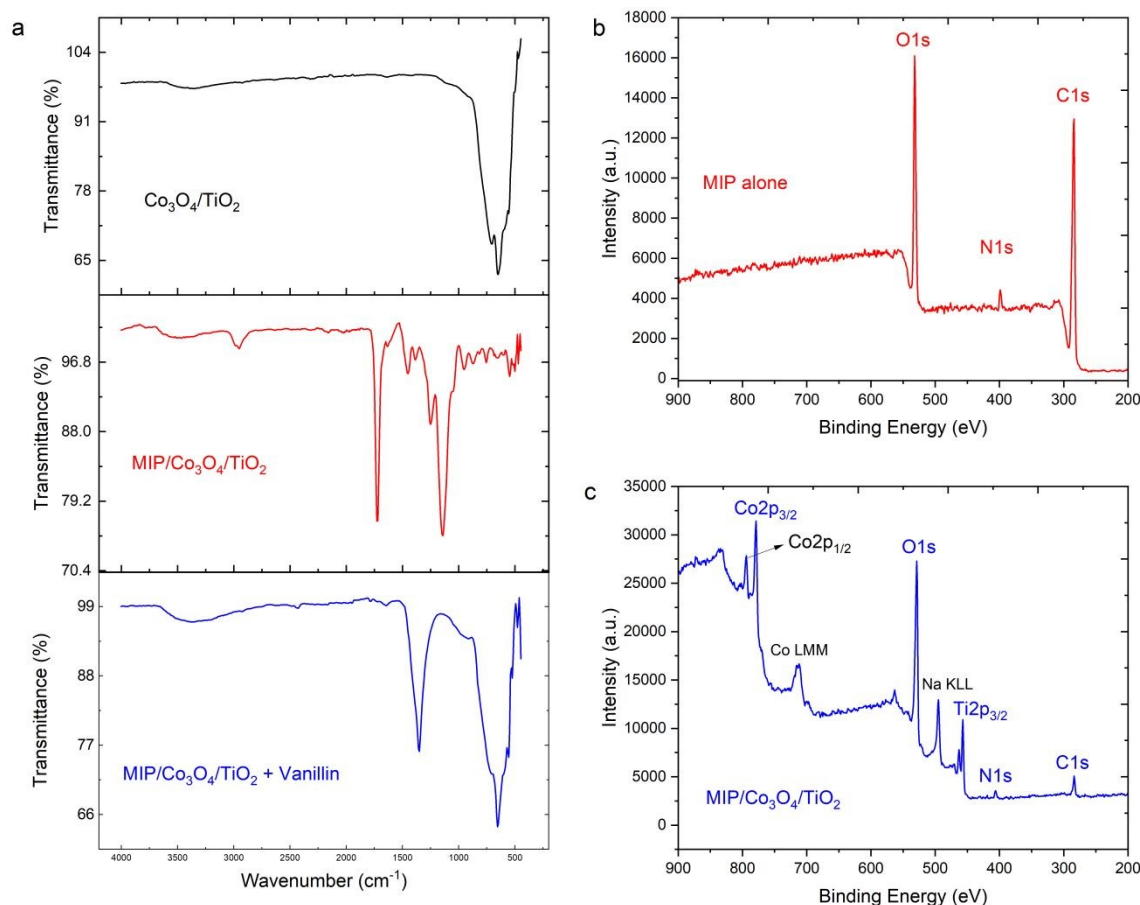 a
104
91
78
65
Transmittance (%)
Co₃O₄/TiO₂
96.8
88.0
79.2
70.4
Transmittance (%)
MIP/Co₃O₄/TiO₂
99
88
77
66
Transmittance (%)
MIP/Co₃O₄/TiO₂ + Vanillin
4000 3500 3000 2500 2000 1500 1000 500
Wavenumber (cm⁻¹)
b
18000
16000
14000
12000
10000
8000
6000
4000
2000
0
Intensity (a.u.)
O1s
C1s
MIP alone
N1s
900 800 700 600 500 400 300 200
Binding Energy (eV)
c
35000
30000
25000
20000
15000
10000
5000
0
Intensity (a.u.)
Co2p₃/₂
Co2p₁/₂
O1s
Co LMM
Na KLL
Ti2p₃/₂
N1s
C1s
MIP/Co₃O₄/TiO₂
900 800 700 600 500 400 300 200
Binding Energy (eV)